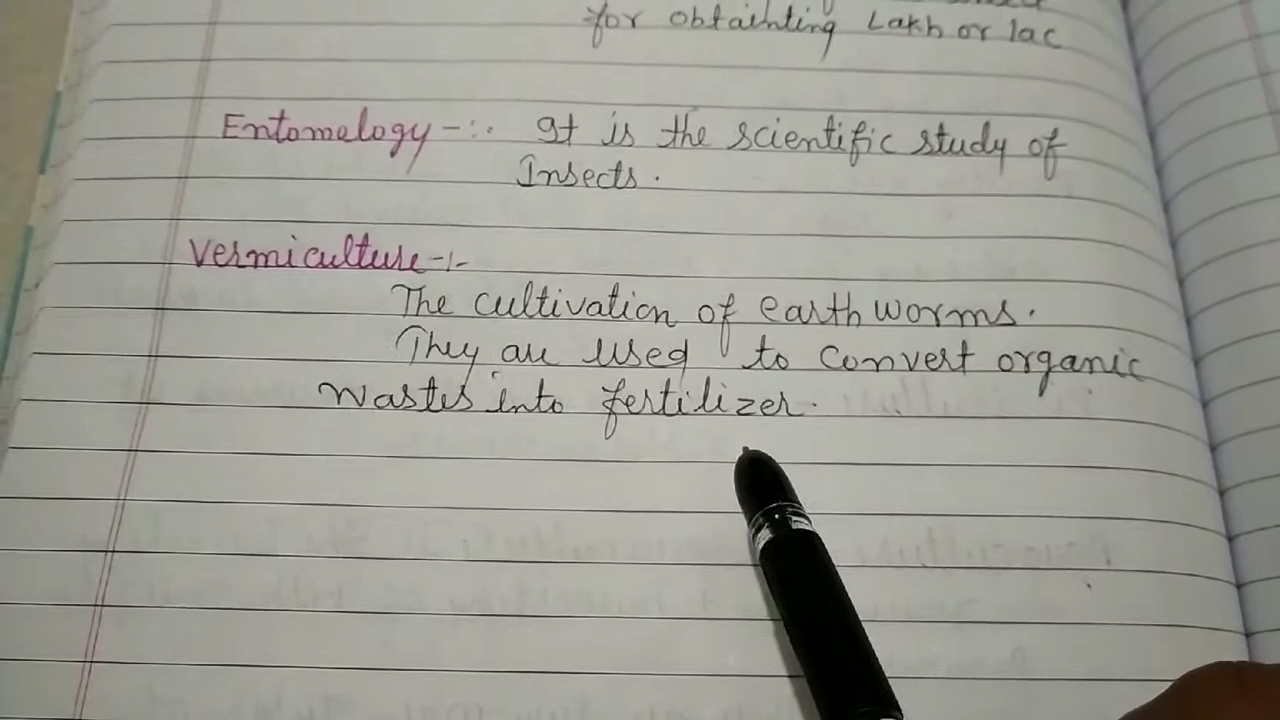 for obtainting Lakh or lac
Entomology -:. It is the scientific study of
Insects.
Vermiculture -:-
The cultivation of earthworms.
They are used to convert organic
wastes into fertilizer.